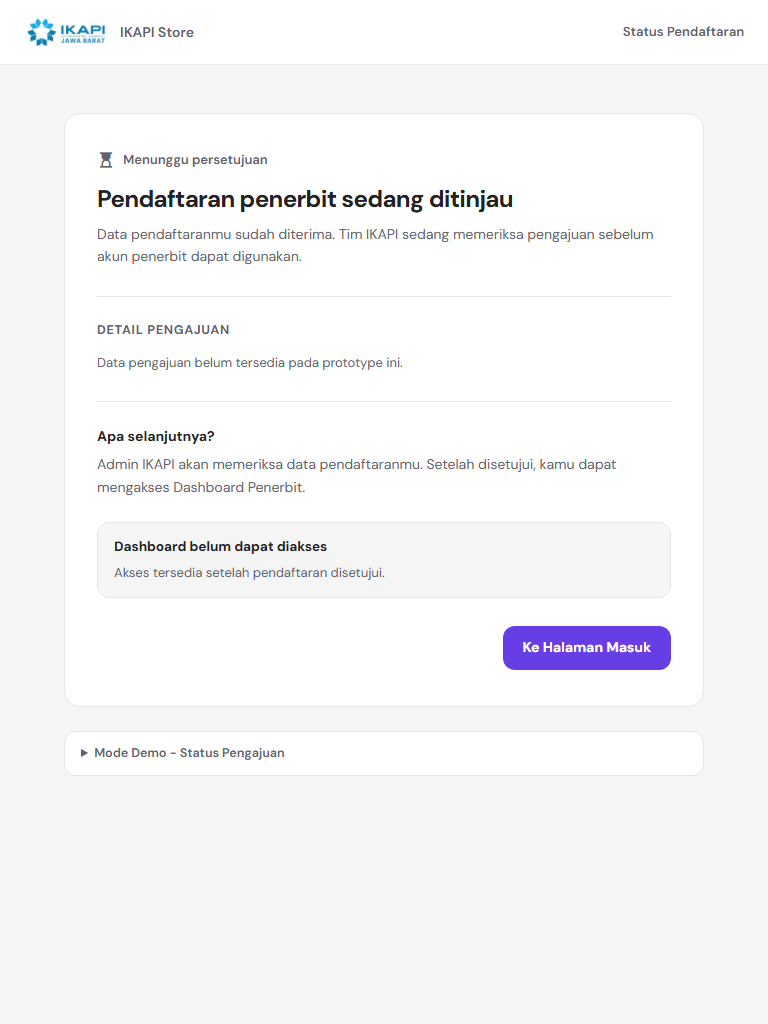 IKAPI
JAWA BARAT
IKAPI Store
Status Pendaftaran
Menunggu persetujuan
Pendaftaran penerbit sedang ditinjau
Data pendaftaranmu sudah diterima. Tim IKAPI sedang memeriksa pengajuan sebelum
akun penerbit dapat digunakan.
DETAIL PENGAJUAN
Data pengajuan belum tersedia pada prototype ini.
Apa selanjutnya?
Admin IKAPI akan memeriksa data pendaftaranmu. Setelah disetujui, kamu dapat
mengakses Dashboard Penerbit.
Dashboard belum dapat diakses
Akses tersedia setelah pendaftaran disetujui.
Ke Halaman Masuk
Mode Demo - Status Pengajuan